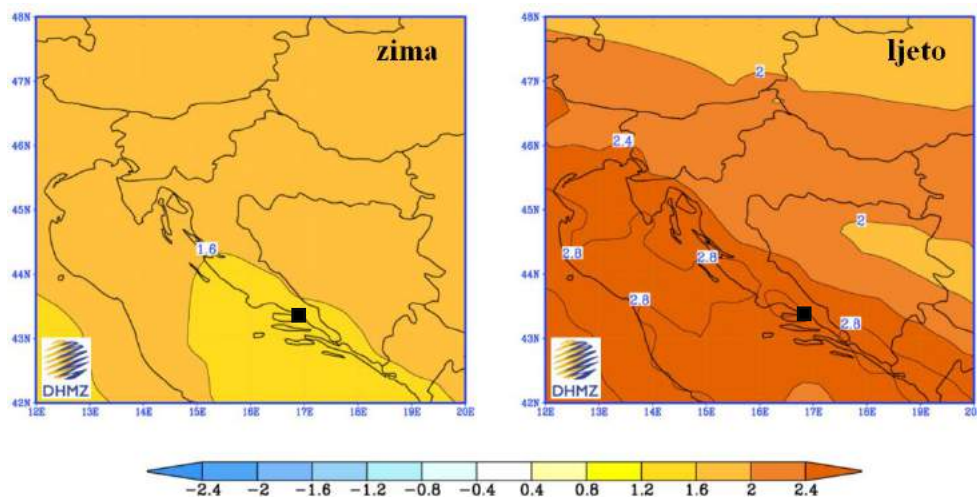 zima
ljeto
48N
47N
46N
45N
44N
43N
42N
12E 13E 14E 15E 16E 17E 18E 19E 20E
1.6
DHMZ
48N
47N
46N
45N
44N
43N
42N
12E 13E 14E 15E 16E 17E 18E 19E 20
2
2.4
2
2.8
2.8
2.8
2.8
DHMZ
-2.4 -2 -1.6 -1.2 -0.8 -0.4 0.4 0.8 1.2 1.6 2 2.4